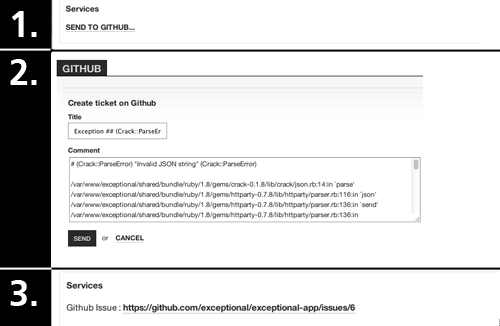 1.
Services
SEND TO GITHUB...
2.
GITHUB
Create ticket on Github
Title
Exception ## (Crack::ParseEr
Comment
# (Crack::ParseError) "Invalid JSON string" (Crack::ParseError)
/var/www/exceptional/shared/bundle/ruby/1.8/gems/crack-0.1.8/lib/crack/json.rb:14:in `parse'
/var/www/exceptional/shared/bundle/ruby/1.8/gems/httparty-0.7.8/lib/httparty/parser.rb:116:in `json'
/var/www/exceptional/shared/bundle/ruby/1.8/gems/httparty-0.7.8/lib/httparty/parser.rb:136:in `send'
/var/www/exceptional/shared/bundle/ruby/1.8/gems/httparty-0.7.8/lib/httparty/parser.rb:136:in
SEND or CANCEL
3.
Services
Github Issue : https://github.com/exceptional/exceptional-app/issues/6